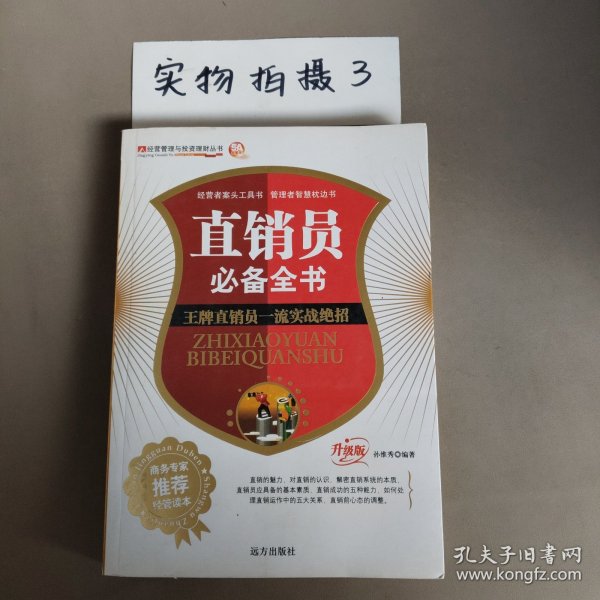 实物拍摄3
经营管理与投资理财丛书
5A
经营者案头工具书 管理者智慧枕边书
直销员
必备全书
王牌直销员一流实战绝招
ZHIXIAOYUAN
BIBEIQUANSHU
升级版 孙维秀◎编著
商务专家
推荐
经管读本
直销的魅力、对直销的认识、解密直销系统的本质、
直销员应具备的基本素质、直销成功的五种能力、如何处
理直销运作中的五大关系、直销前心态的调整。
远方出版社
孔夫子旧书网
www.kongfz.com